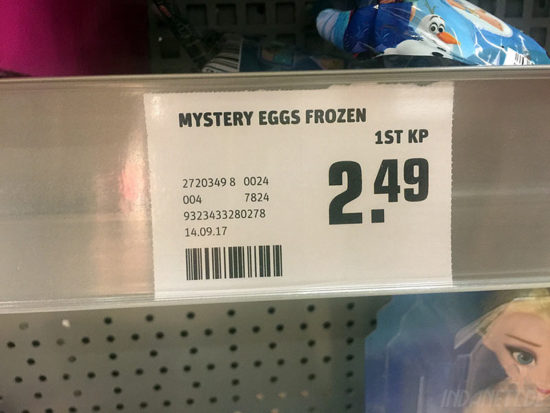 MYSTERY EGGS FROZEN
1ST KP
2.49
2720349 8 0024
004 7824
9323433280278
14.09.17